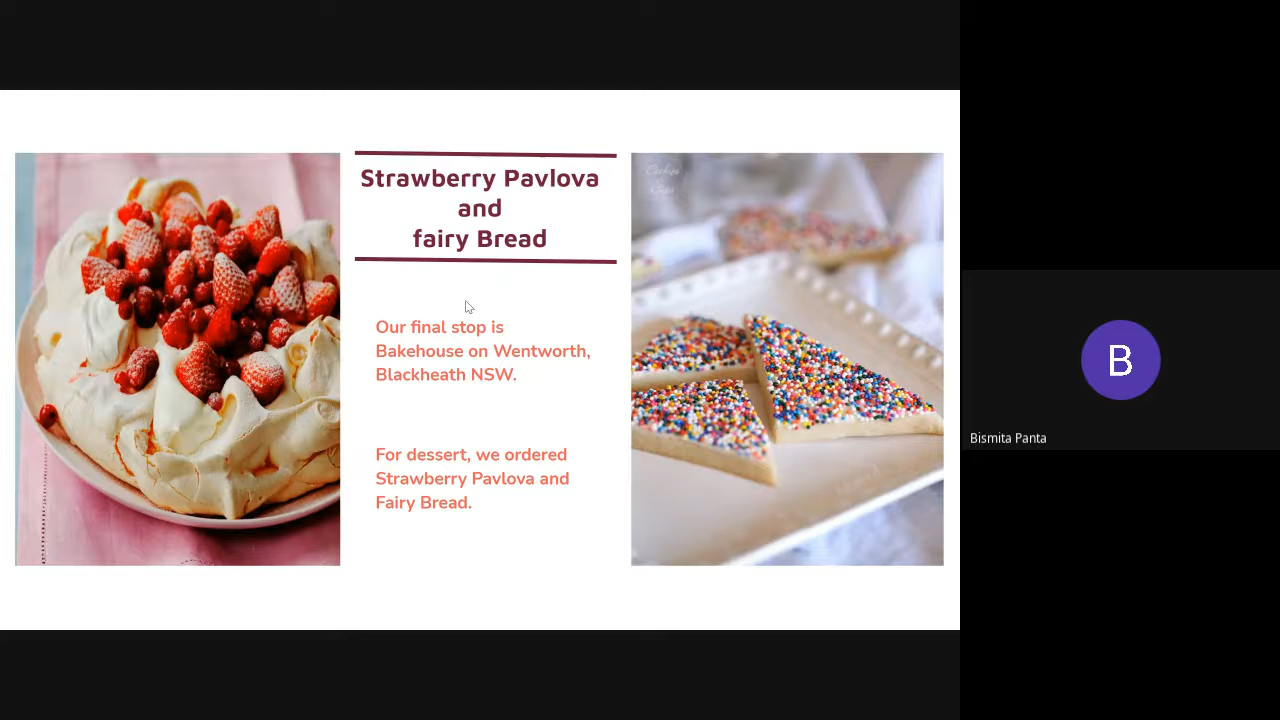 Strawberry Pavlova
and
fairy Bread
Our final stop is
Bakehouse on Wentworth,
Blackheath NSW.
For dessert, we ordered
Strawberry Pavlova and
Fairy Bread.
B
Bismita Panta